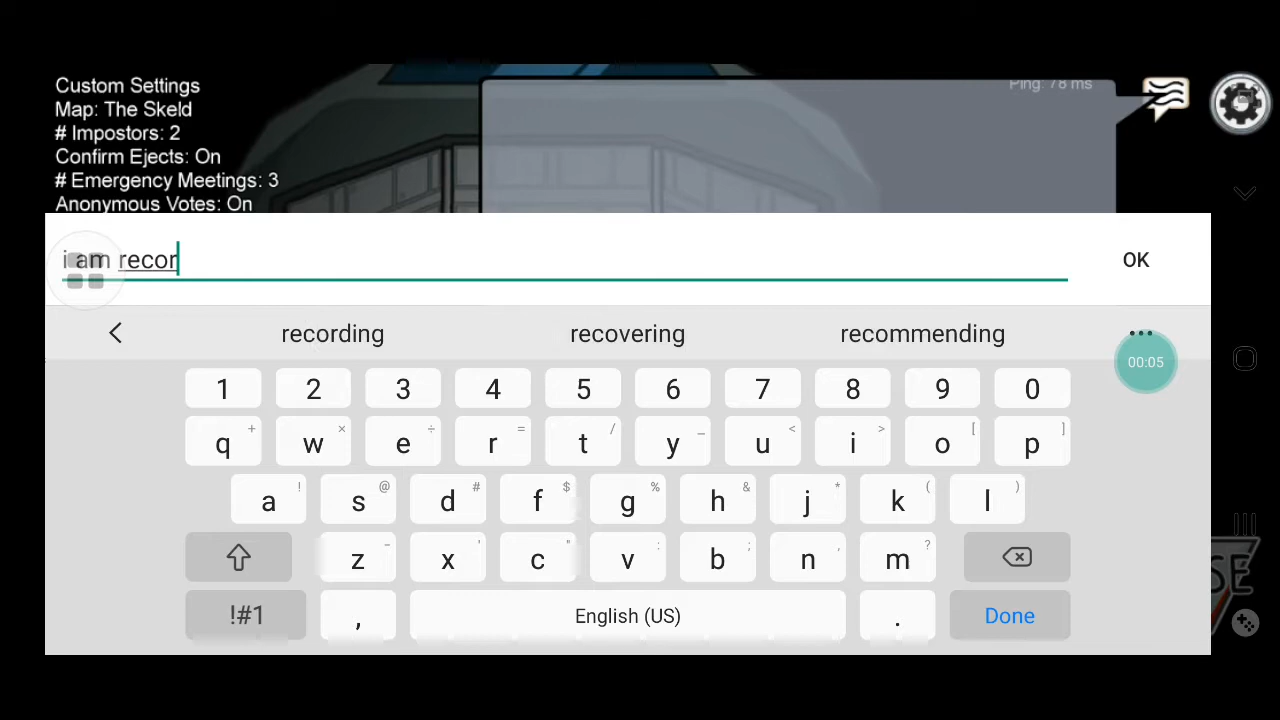 Custom Settings
Map: The Skeld
# Impostors: 2
Confirm Ejects: On
# Emergency Meetings: 3
Anonymous Votes: On
Ping: 78 ms
i am recor
OK
recording recovering recommending
00:05
1 2 3 4 5 6 7 8 9 0
q + w × e ÷ r = t / y _ u < i > o [ p ]
a ! s @ d # f $ g % h & j * k ( l )
z - x ' c " v : b ; n , m ?
!#1 , English (US) . Done
SE